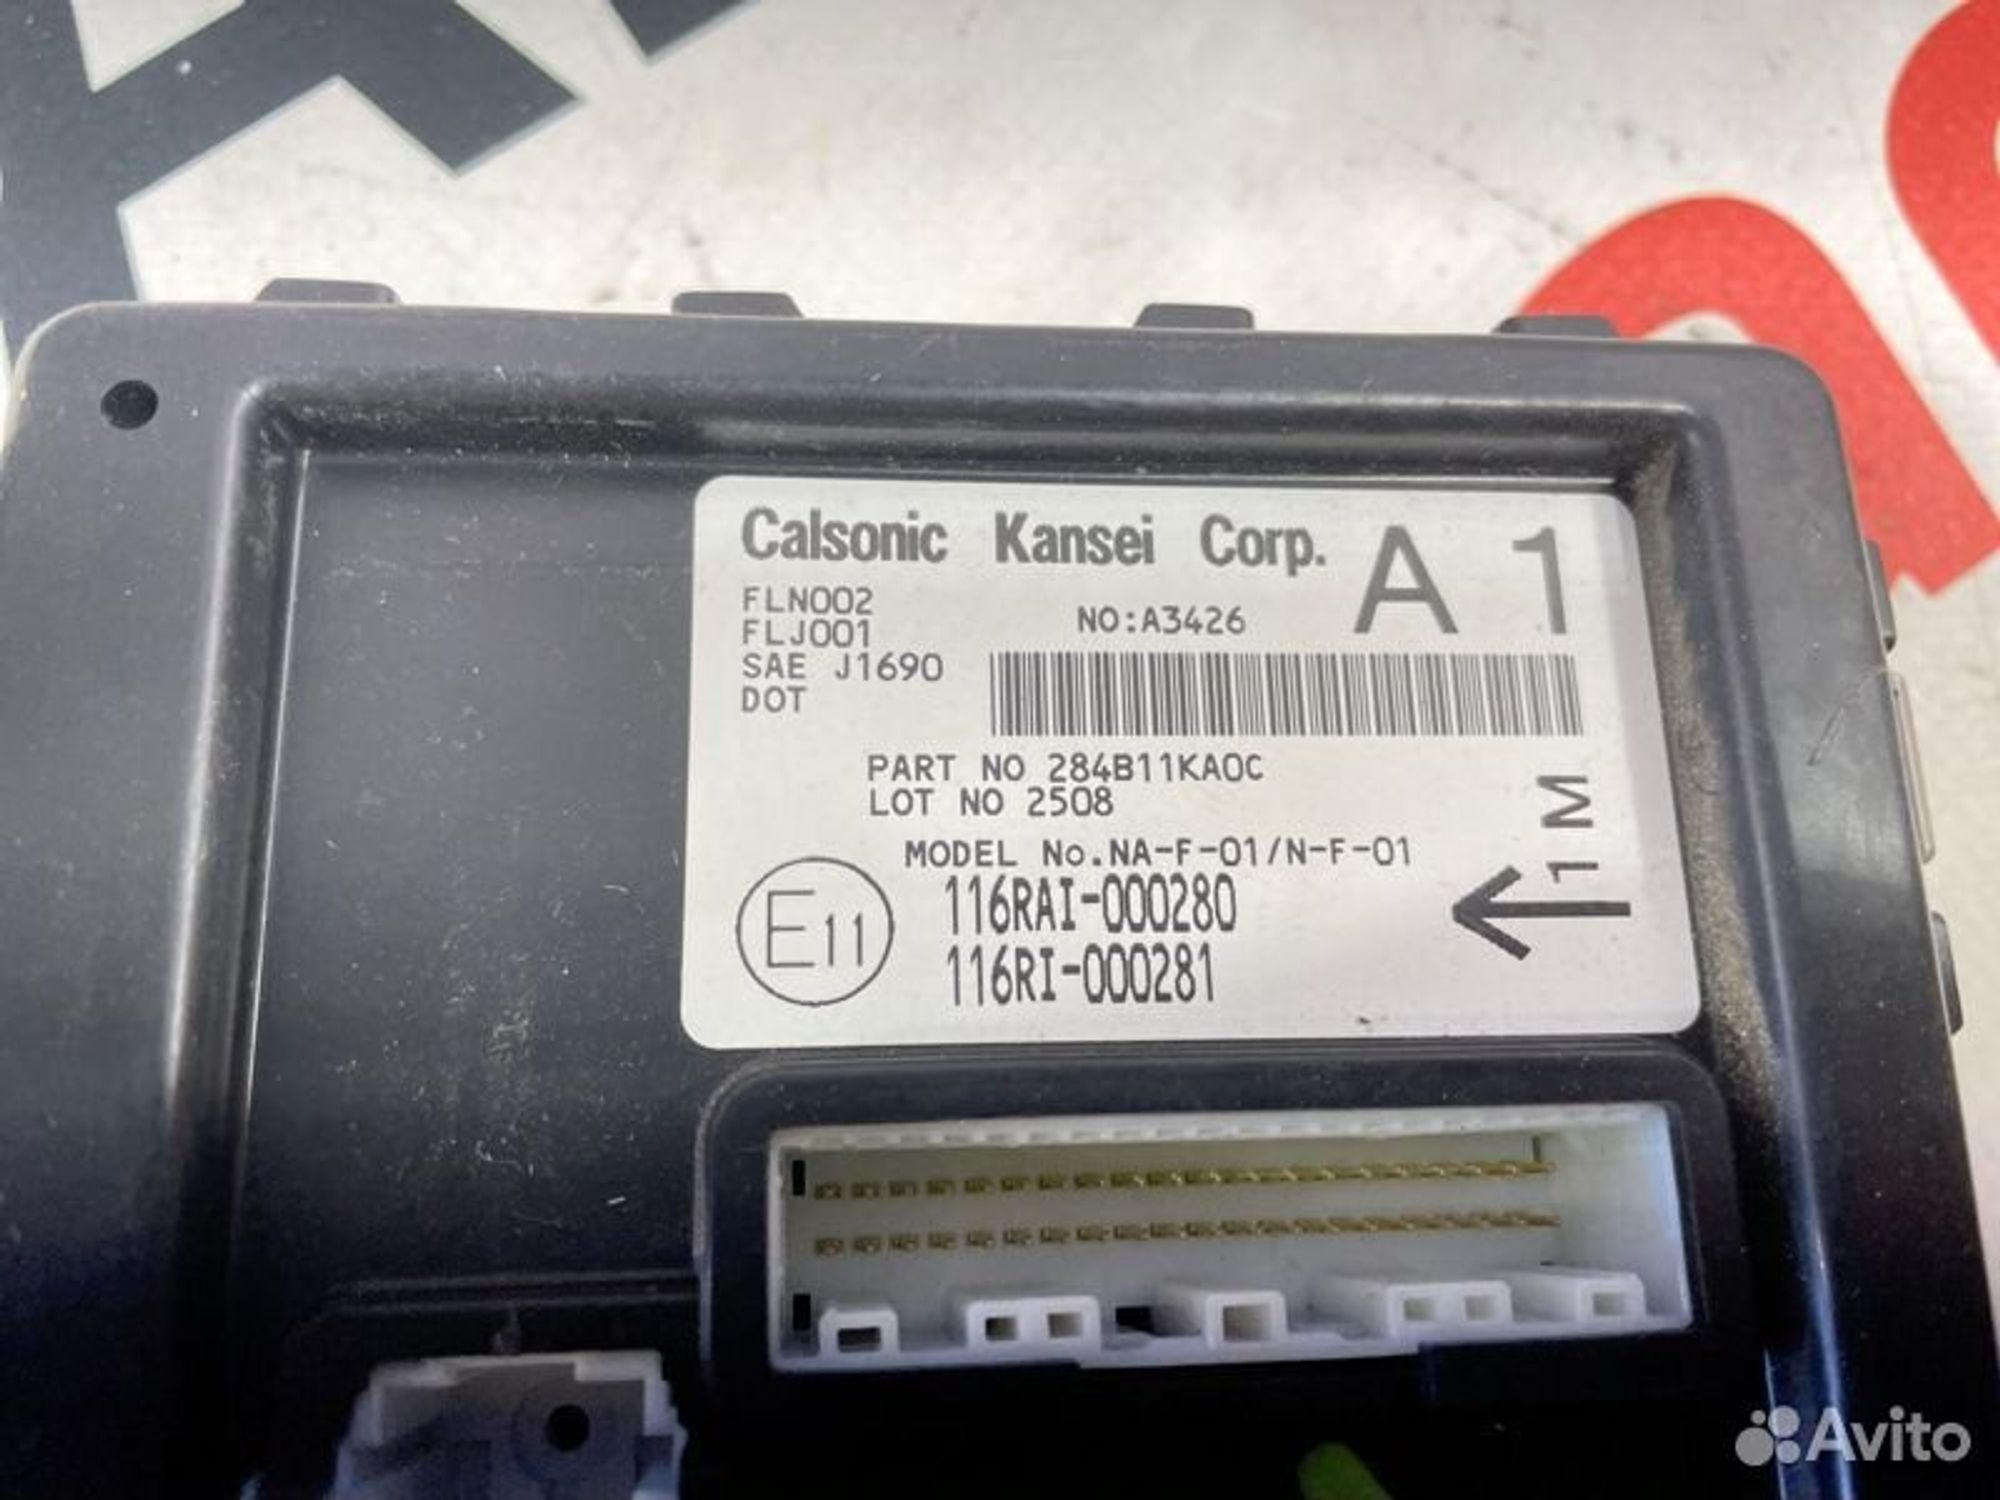 Calsonic Kansei Corp. A 1
FLN002
FLJ001 NO:A3426
SAE J1690
DOT
PART NO 284B11KA0C
LOT NO 2508
MODEL No.NA-F-01/N-F-01
E11 116RAI-000280
116RI-000281
1M
Avito